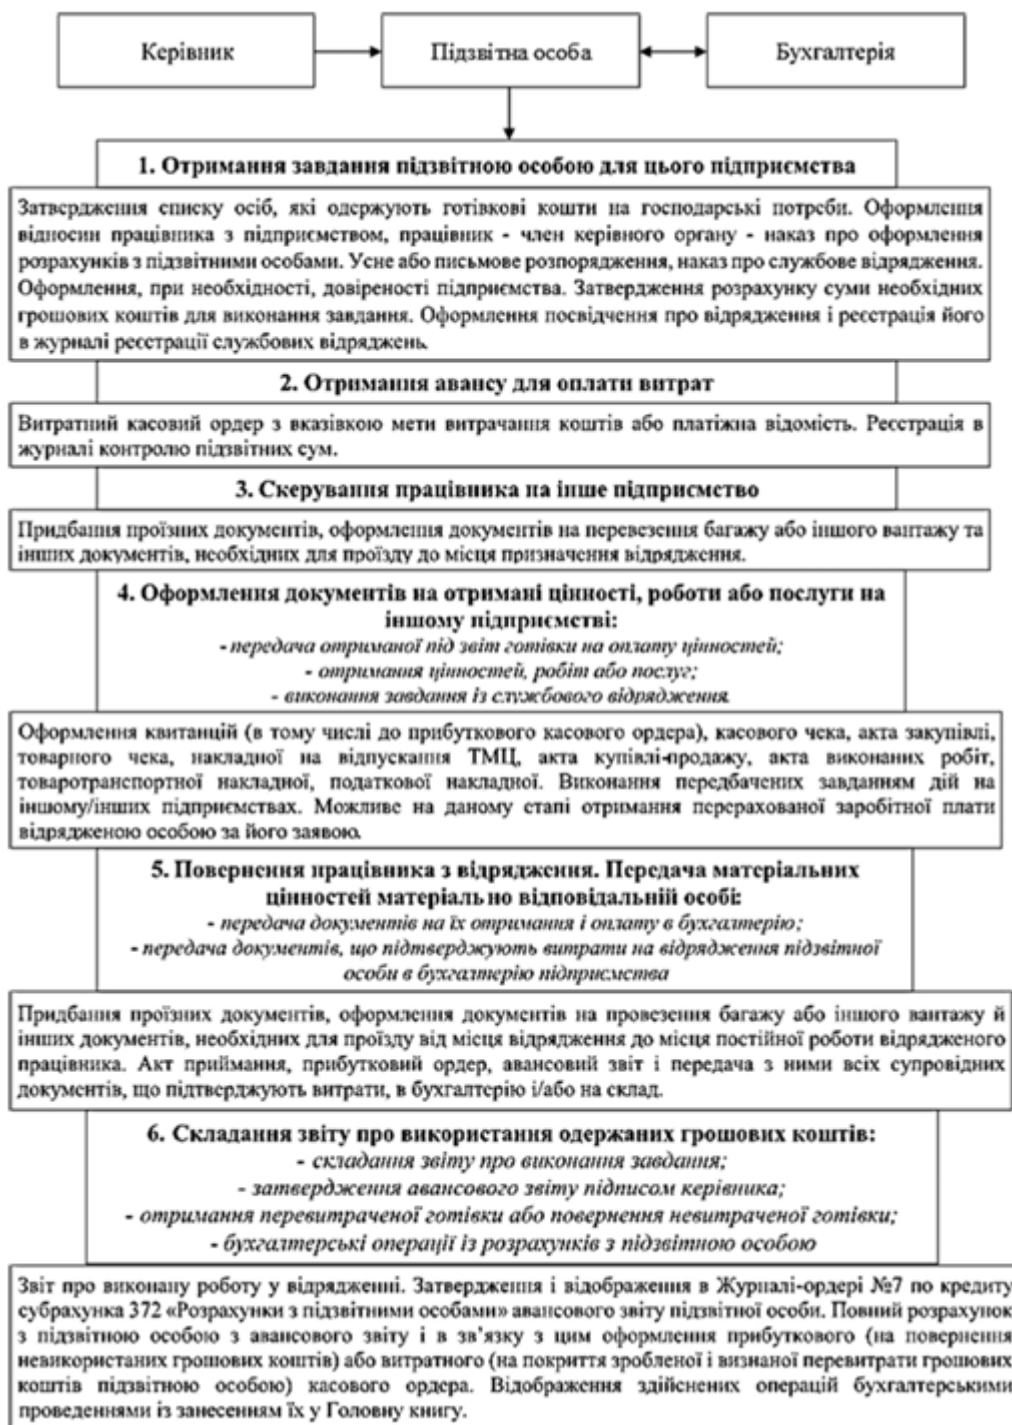 Керівник
Підзвітна особа
Бухгалтерія
1. Отримання завдання підзвітною особою для цього підприємства
Затвердження списку осіб, які одержують готівкові кошти на господарські потреби. Оформлення
відносин працівника з підприємством, працівник - член керівного органу - наказ про оформлення
розрахунків з підзвітними особами. Усне або письмове розпорядження, наказ про службове відрядження.
Оформлення, при необхідності, довіреності підприємства. Затвердження розрахунку суми необхідних
грошових коштів для виконання завдання. Оформлення посвідчення про відрядження і реєстрація його
в журналі реєстрації службових відряджень.
2. Отримання авансу для оплати витрат
Витратний касовий ордер з вказівкою мети витрачання коштів або платіжна відомість. Реєстрація в
журналі контролю підзвітних сум.
3. Скерування працівника на інше підприємство
Придбання проїзних документів, оформлення документів на перевезення багажу або іншого вантажу та
інших документів, необхідних для проїзду до місця призначення відрядження.
4. Оформлення документів на отримані цінності, роботи або послуги на
іншому підприємстві:
- передача отриманої під звіт готівки на оплату цінностей;
- отримання цінностей, робіт або послуг;
- виконання завдання із службового відрядження.
Оформлення квитанцій (в тому числі до прибуткового касового ордера), касового чека, акта закупівлі,
товарного чека, накладної на відпускання ТМЦ, акта купівлі-продажу, акта виконаних робіт,
товаротранспортної накладної, податкової накладної. Виконання передбачених завданням дій на
іншому/інших підприємствах. Можливе на даному етапі отримання перерахованої заробітної плати
відрядженою особою за його заявою.
5. Повернення працівника з відрядження. Передача матеріальних
цінностей матеріально відповідальній особі:
- передача документів на їх отримання і оплату в бухгалтерію;
- передача документів, що підтверджують витрати на відрядження підзвітної
особи в бухгалтерію підприємства
Придбання проїзних документів, оформлення документів на провезення багажу або іншого вантажу й
інших документів, необхідних для проїзду від місця відрядження до місця постійної роботи відрядженого
працівника. Акт приймання, прибутковий ордер, авансовий звіт і передача з ними всіх супровідних
документів, що підтверджують витрати, в бухгалтерію і/або на склад.
6. Складання звіту про використання одержаних грошових коштів:
- складання звіту про виконання завдання;
- затвердження авансового звіту підписом керівника;
- отримання перевитраченої готівки або повернення невитраченої готівки;
- бухгалтерські операції із розрахунків з підзвітною особою
Звіт про виконану роботу у відрядженні. Затвердження і відображення в Журналі-ордері №7 по кредиту
субрахунка 372 «Розрахунки з підзвітними особами» авансового звіту підзвітної особи. Повний розрахунок
з підзвітною особою з авансового звіту і в зв’язку з цим оформлення прибуткового (на повернення
невикористаних грошових коштів) або витратного (на покриття зробленої і визнаної перевитрати грошових
коштів підзвітною особою) касового ордера. Відображення здійснених операцій бухгалтерськими
проведеннями із занесенням їх у Головну книгу.